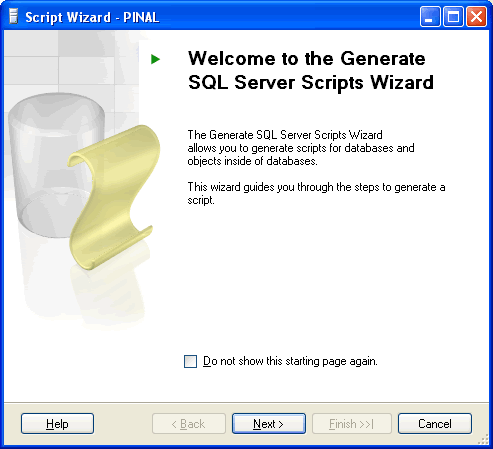 Script Wizard - PINAL
Welcome to the Generate
SQL Server Scripts Wizard
The Generate SQL Server Scripts Wizard
allows you to generate scripts for databases and
objects inside of databases.
This wizard guides you through the steps to generate a
script.
Do not show this starting page again.
Help
< Back
Next >
Finish >>|
Cancel